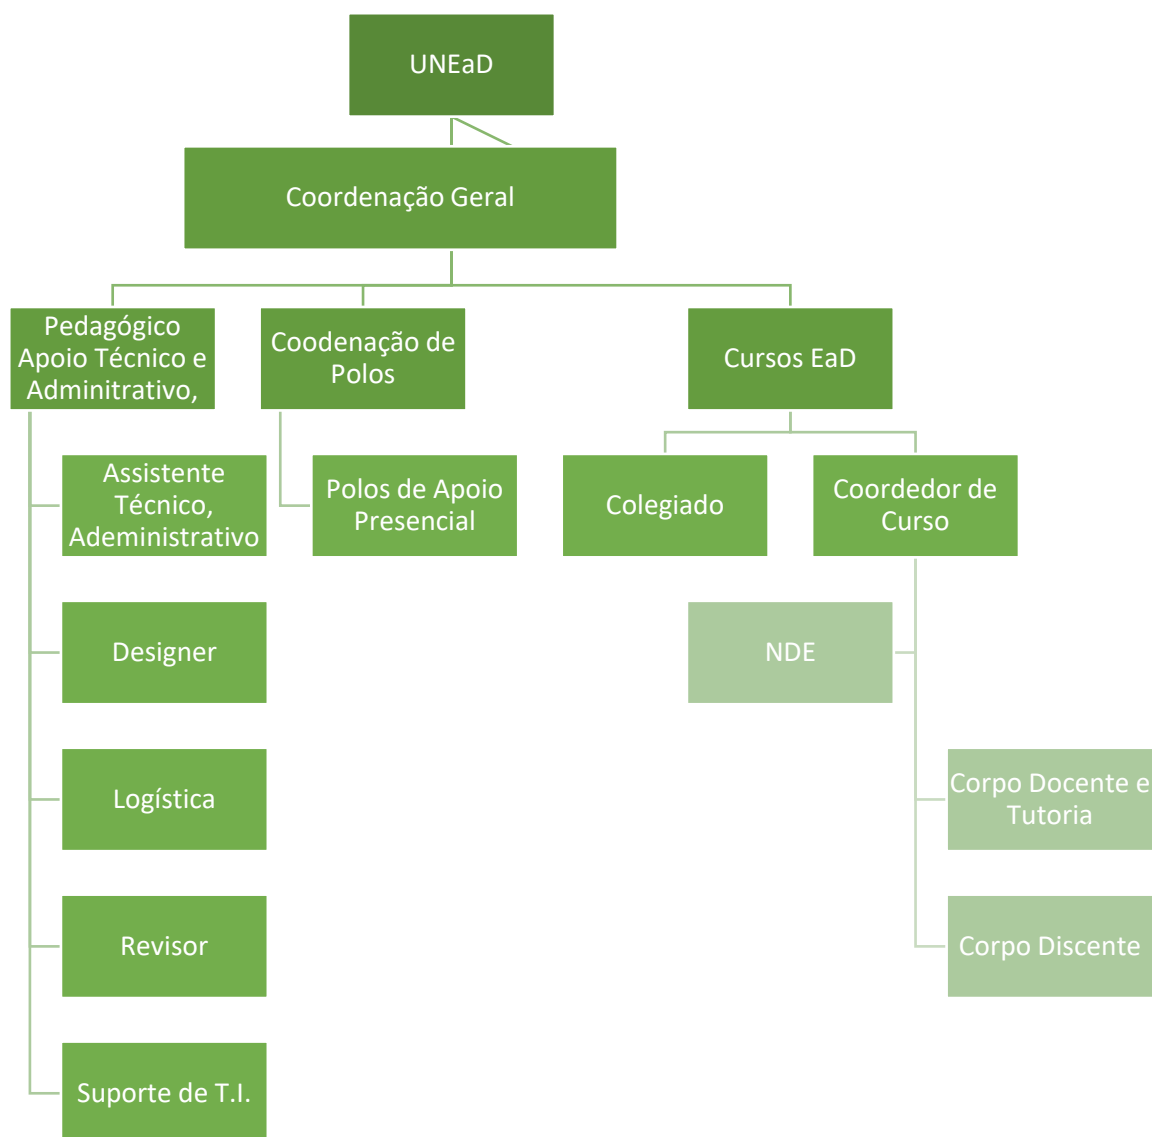 UNEaD
Coordenação Geral
Pedagógico
Apoio Técnico e
Adminitrativo,
Coodenação de
Polos
Cursos EaD
Assistente
Técnico,
Adeministrativo
Polos de Apoio
Presencial
Colegiado
Coordedor de
Curso
Designer
NDE
Logística
Corpo Docente e
Tutoria
Revisor
Corpo Discente
Suporte de T.I.